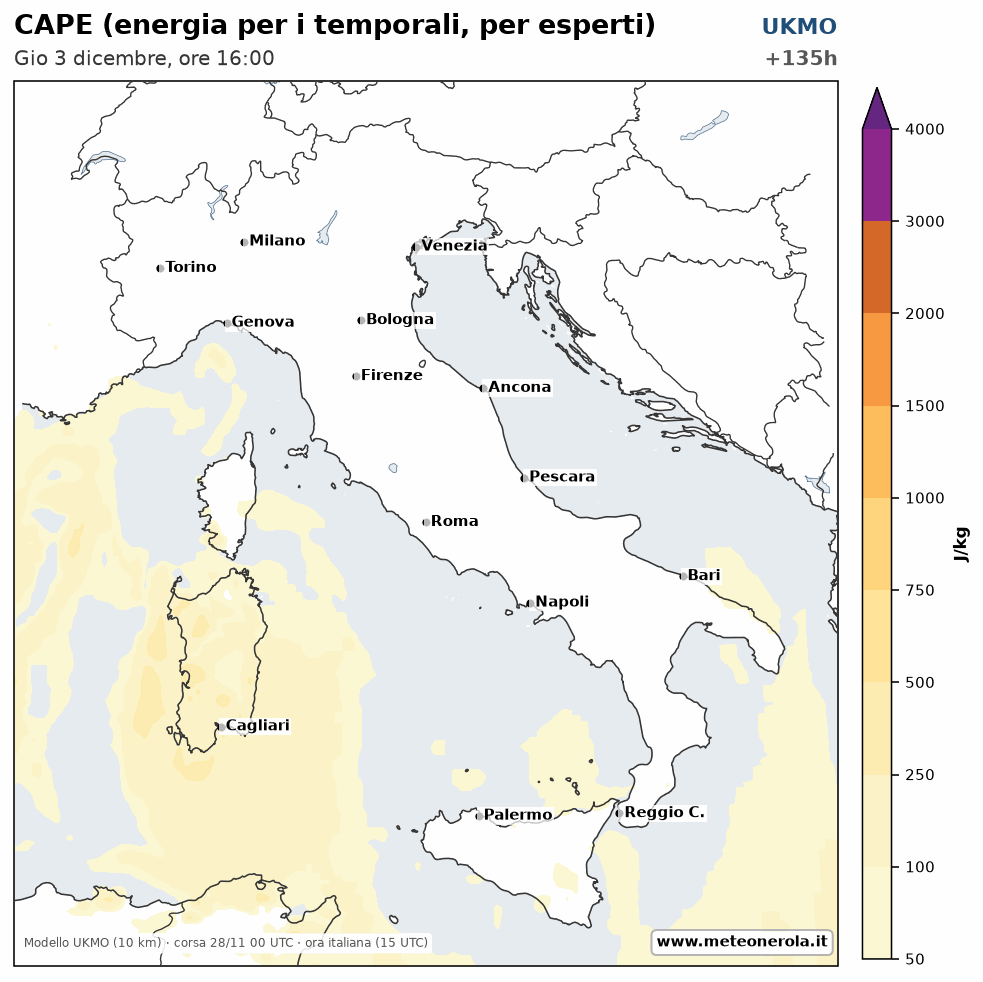 CAPE (energia per i temporali, per esperti)
UKMO
Gio 3 dicembre, ore 16:00
+135h
4000
3000
2000
1500
1000
750
500
250
100
50
J/kg
Milano
Venezia
Torino
Genova
Bologna
Firenze
Ancona
Pescara
Roma
Bari
Napoli
Cagliari
Palermo
Reggio C.
Modello UKMO (10 km) · corsa 28/11 00 UTC · ora italiana (15 UTC)
www.meteonerola.it